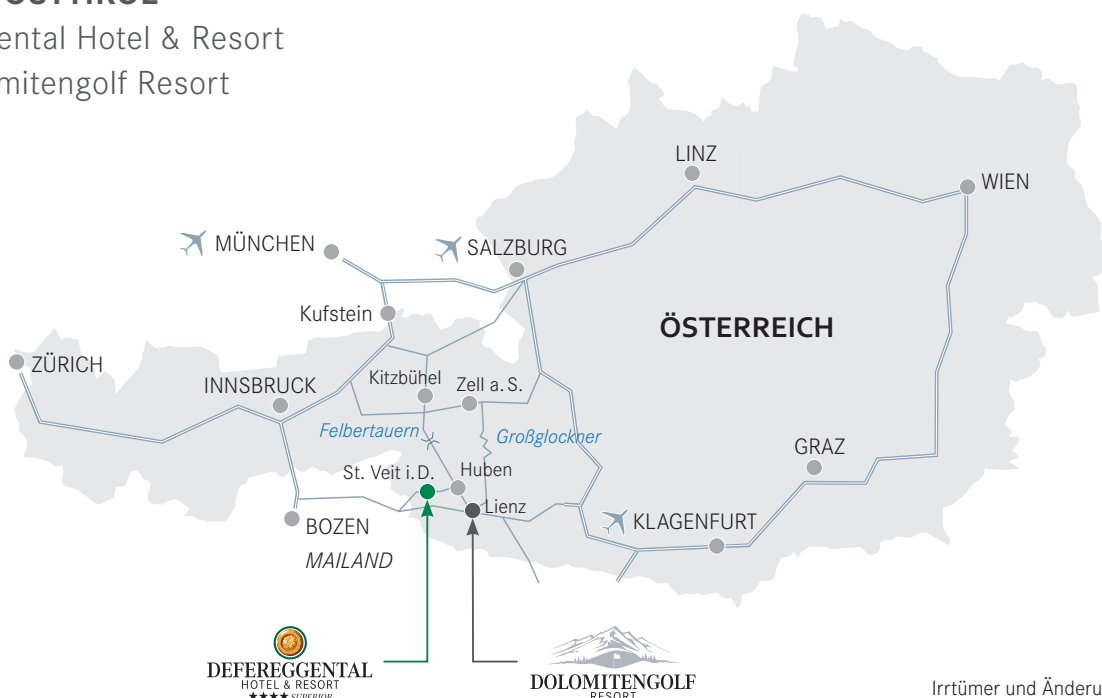 ental Hotel & Resort
mitengolf Resort
LINZ
WIEN
MÜNCHEN
SALZBURG
Kufstein
ÖSTERREICH
ZÜRICH
INNSBRUCK
Kitzbühel
Zell a. S.
Felbertauern
Großglockner
GRAZ
St. Veit i.D.
Huben
Lienz
BOZEN
KLAGENFURT
MAILAND
DEFEREGGENTAL
HOTEL & RESORT
SUPERIOR
DOLOMITENGOLF
RESORT
Irrtümer und Änderu